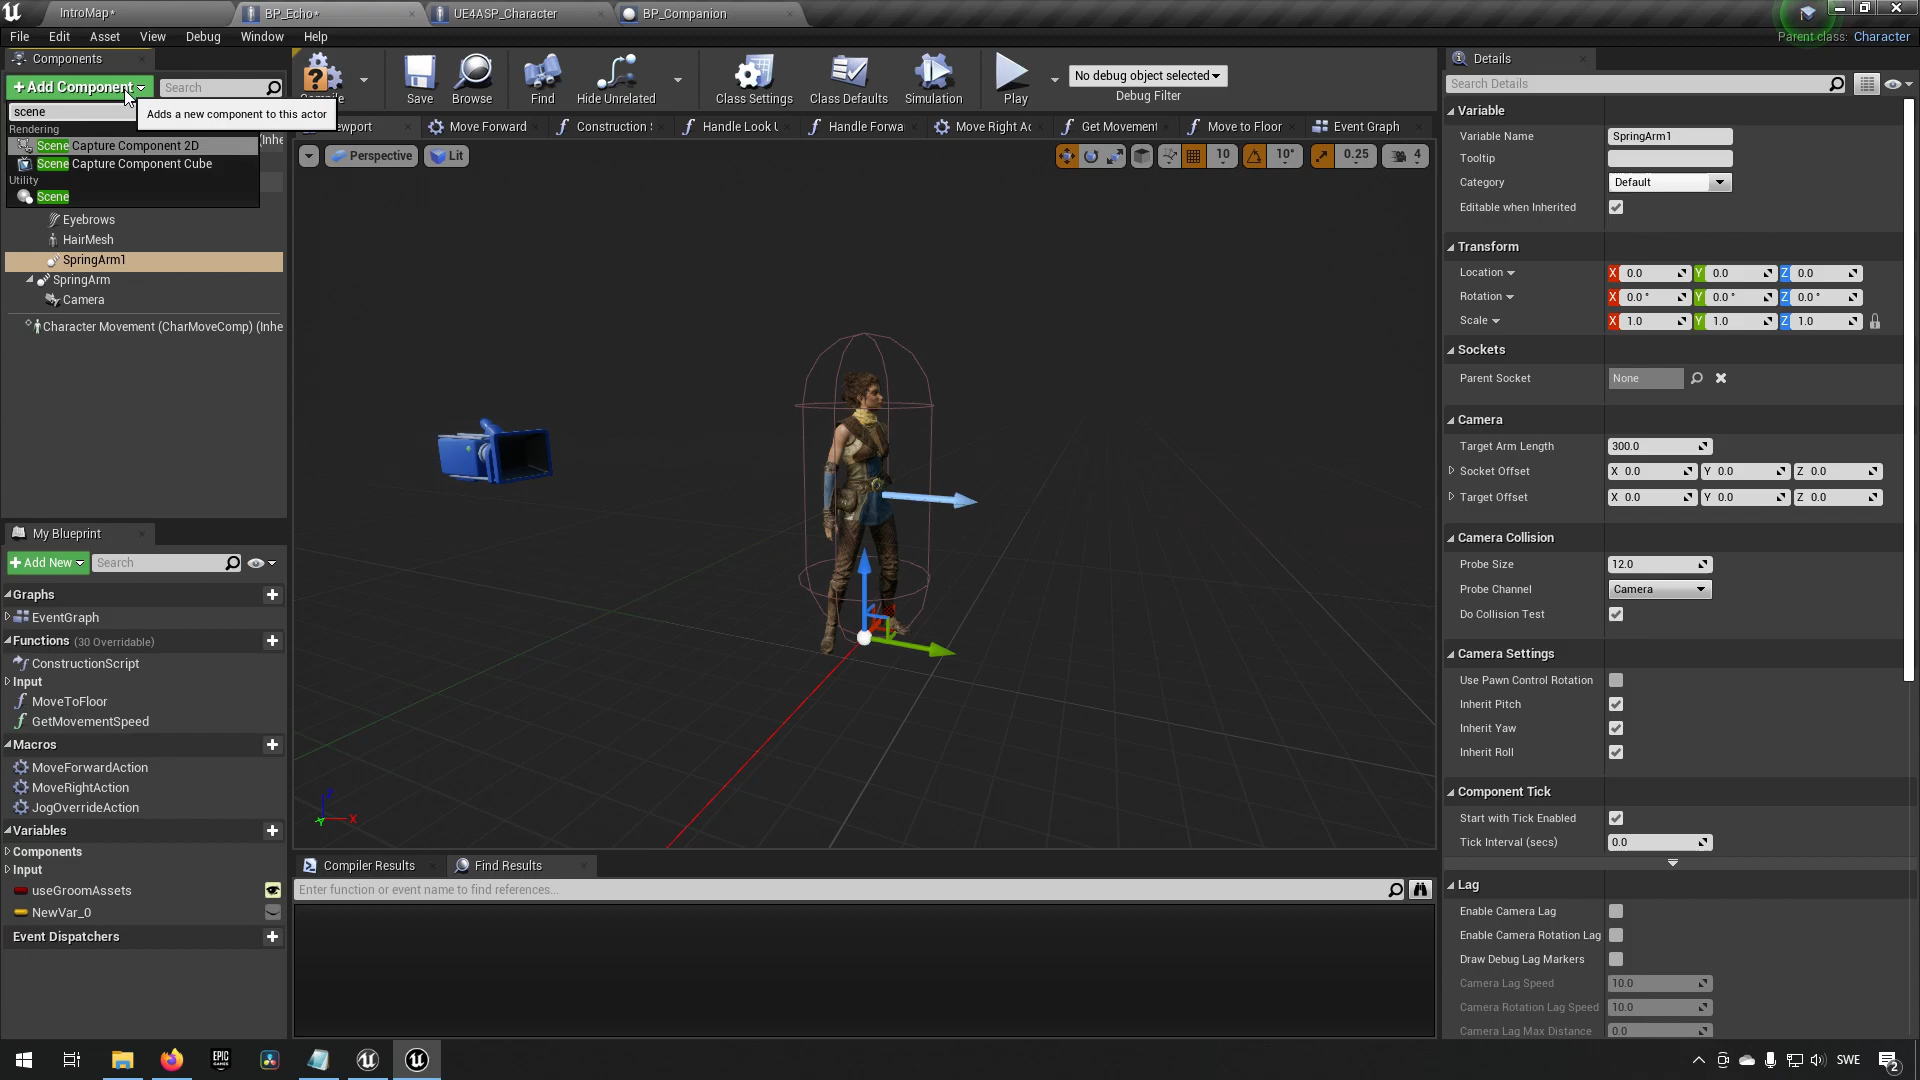 IntroMap*
BP_Echo*
UE4ASP_Character
BP_Companion
File Edit Asset View Debug Window Help
Parent class: Character
Components
+Add Component
Search
scene
Adds a new component to this actor
Rendering
Scene Capture Component 2D
Scene Capture Component Cube
Utility
Scene
(Inhe
Eyebrows
HairMesh
SpringArm1
SpringArm
Camera
Character Movement (CharMoveComp) (Inhe
Save
Browse
Find
Hide Unrelated
Class Settings
Class Defaults
Simulation
Play
No debug object selected
Debug Filter
Move Forward
Construction S
Handle Look U
Handle Forwa
Move Right Ac
Get Movement
Move to Floor
Event Graph
Perspective
Lit
10
10°
0.25
4
Z
X
Y
My Blueprint
+Add New
Search
Graphs
EventGraph
Functions (30 Overridable)
ConstructionScript
Input
MoveToFloor
GetMovementSpeed
Macros
MoveForwardAction
MoveRightAction
JogOverrideAction
Variables
Components
Input
useGroomAssets
NewVar_0
Event Dispatchers
Compiler Results
Find Results
Enter function or event name to find references...
Details
Search Details
Variable
Variable Name SpringArm1
Tooltip
Category Default
Editable when Inherited
Transform
Location X 0.0 Y 0.0 Z 0.0
Rotation X 0.0 ° Y 0.0 ° Z 0.0 °
Scale X 1.0 Y 1.0 Z 1.0
Sockets
Parent Socket None
Camera
Target Arm Length 300.0
Socket Offset X 0.0 Y 0.0 Z 0.0
Target Offset X 0.0 Y 0.0 Z 0.0
Camera Collision
Probe Size 12.0
Probe Channel Camera
Do Collision Test
Camera Settings
Use Pawn Control Rotation
Inherit Pitch
Inherit Yaw
Inherit Roll
Component Tick
Start with Tick Enabled
Tick Interval (secs) 0.0
Lag
Enable Camera Lag
Enable Camera Rotation Lag
Draw Debug Lag Markers
Camera Lag Speed 10.0
Camera Rotation Lag Speed 10.0
Camera Lag Max Distance 0.0
EPIC
GAMES
SWE
2